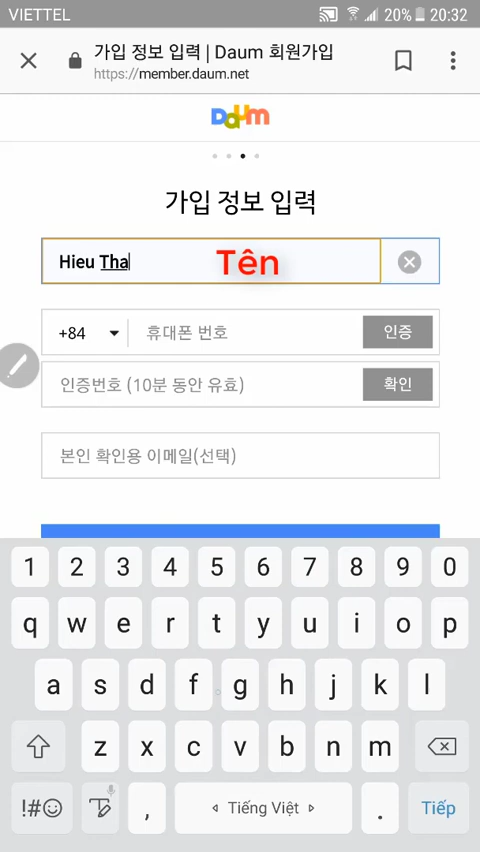 VIETTEL 20% 20:32
가입 정보 입력 | Daum 회원가입
https://member.daum.net
Daum
가입 정보 입력
Hieu Tha Tên
+84 휴대폰 번호 인증
인증번호 (10분 동안 유효) 확인
본인 확인용 이메일(선택)
1 2 3 4 5 6 7 8 9 0
q w e r t y u i o p
a s d f g h j k l
z x c v b n m
!#☺ T , Tiếng Việt . Tiếp